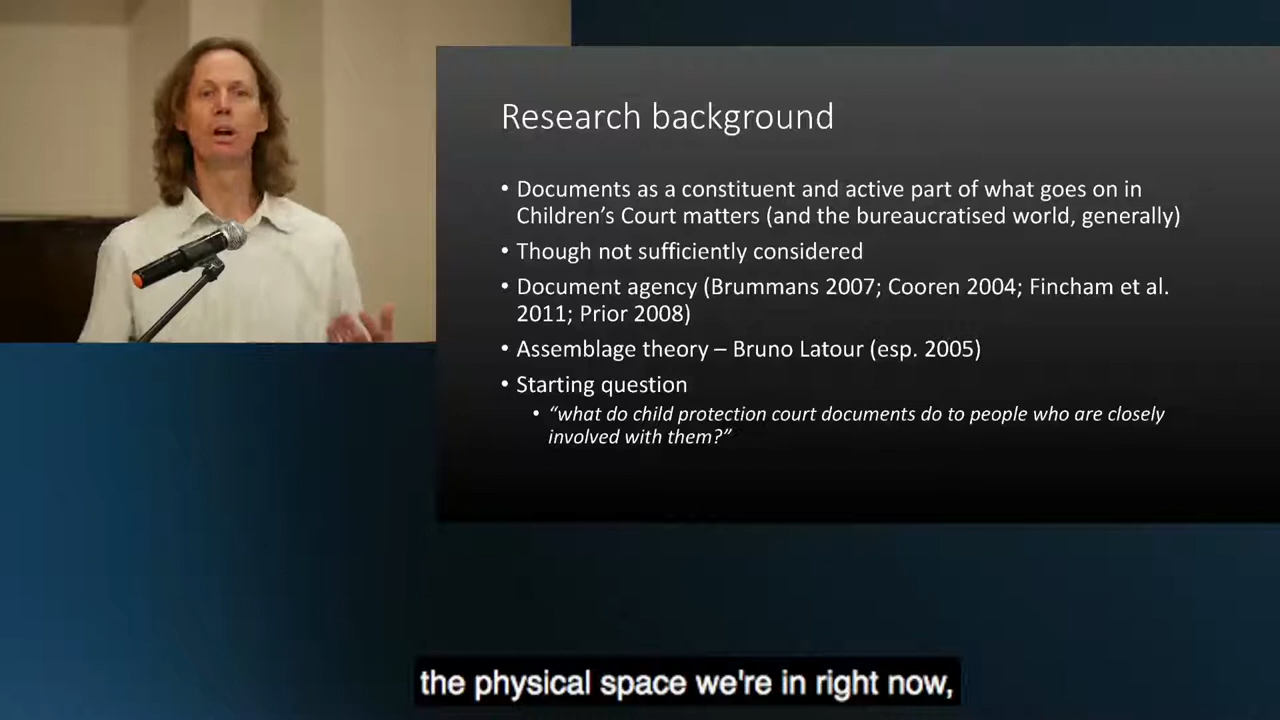 Research background
• Documents as a constituent and active part of what goes on in
Children’s Court matters (and the bureaucratised world, generally)
• Though not sufficiently considered
• Document agency (Brummans 2007; Cooren 2004; Fincham et al.
2011; Prior 2008)
• Assemblage theory – Bruno Latour (esp. 2005)
• Starting question
• “what do child protection court documents do to people who are closely
involved with them?”
the physical space we're in right now,